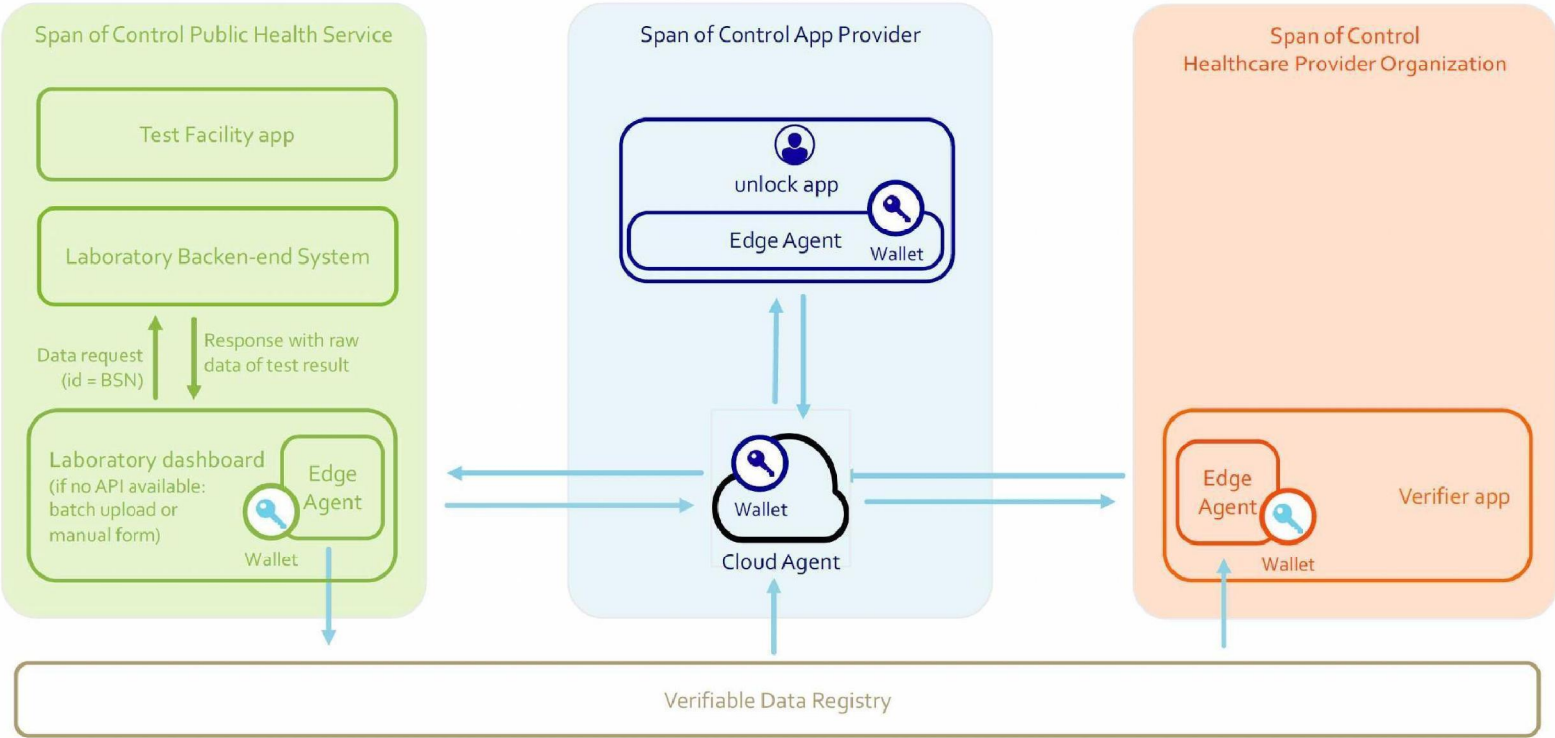 Span of Control Public Health Service
Test Facility app
Laboratory Backen-end System
Data request
(id = BSN)
Response with raw
data of test result
Laboratory dashboard
(if no API available:
batch upload or
manual form)
Edge
Agent
Wallet
Span of Control App Provider
unlock app
Edge Agent
Wallet
Wallet
Cloud Agent
Span of Control
Healthcare Provider Organization
Edge
Agent
Wallet
Verifier app
Verifiable Data Registry